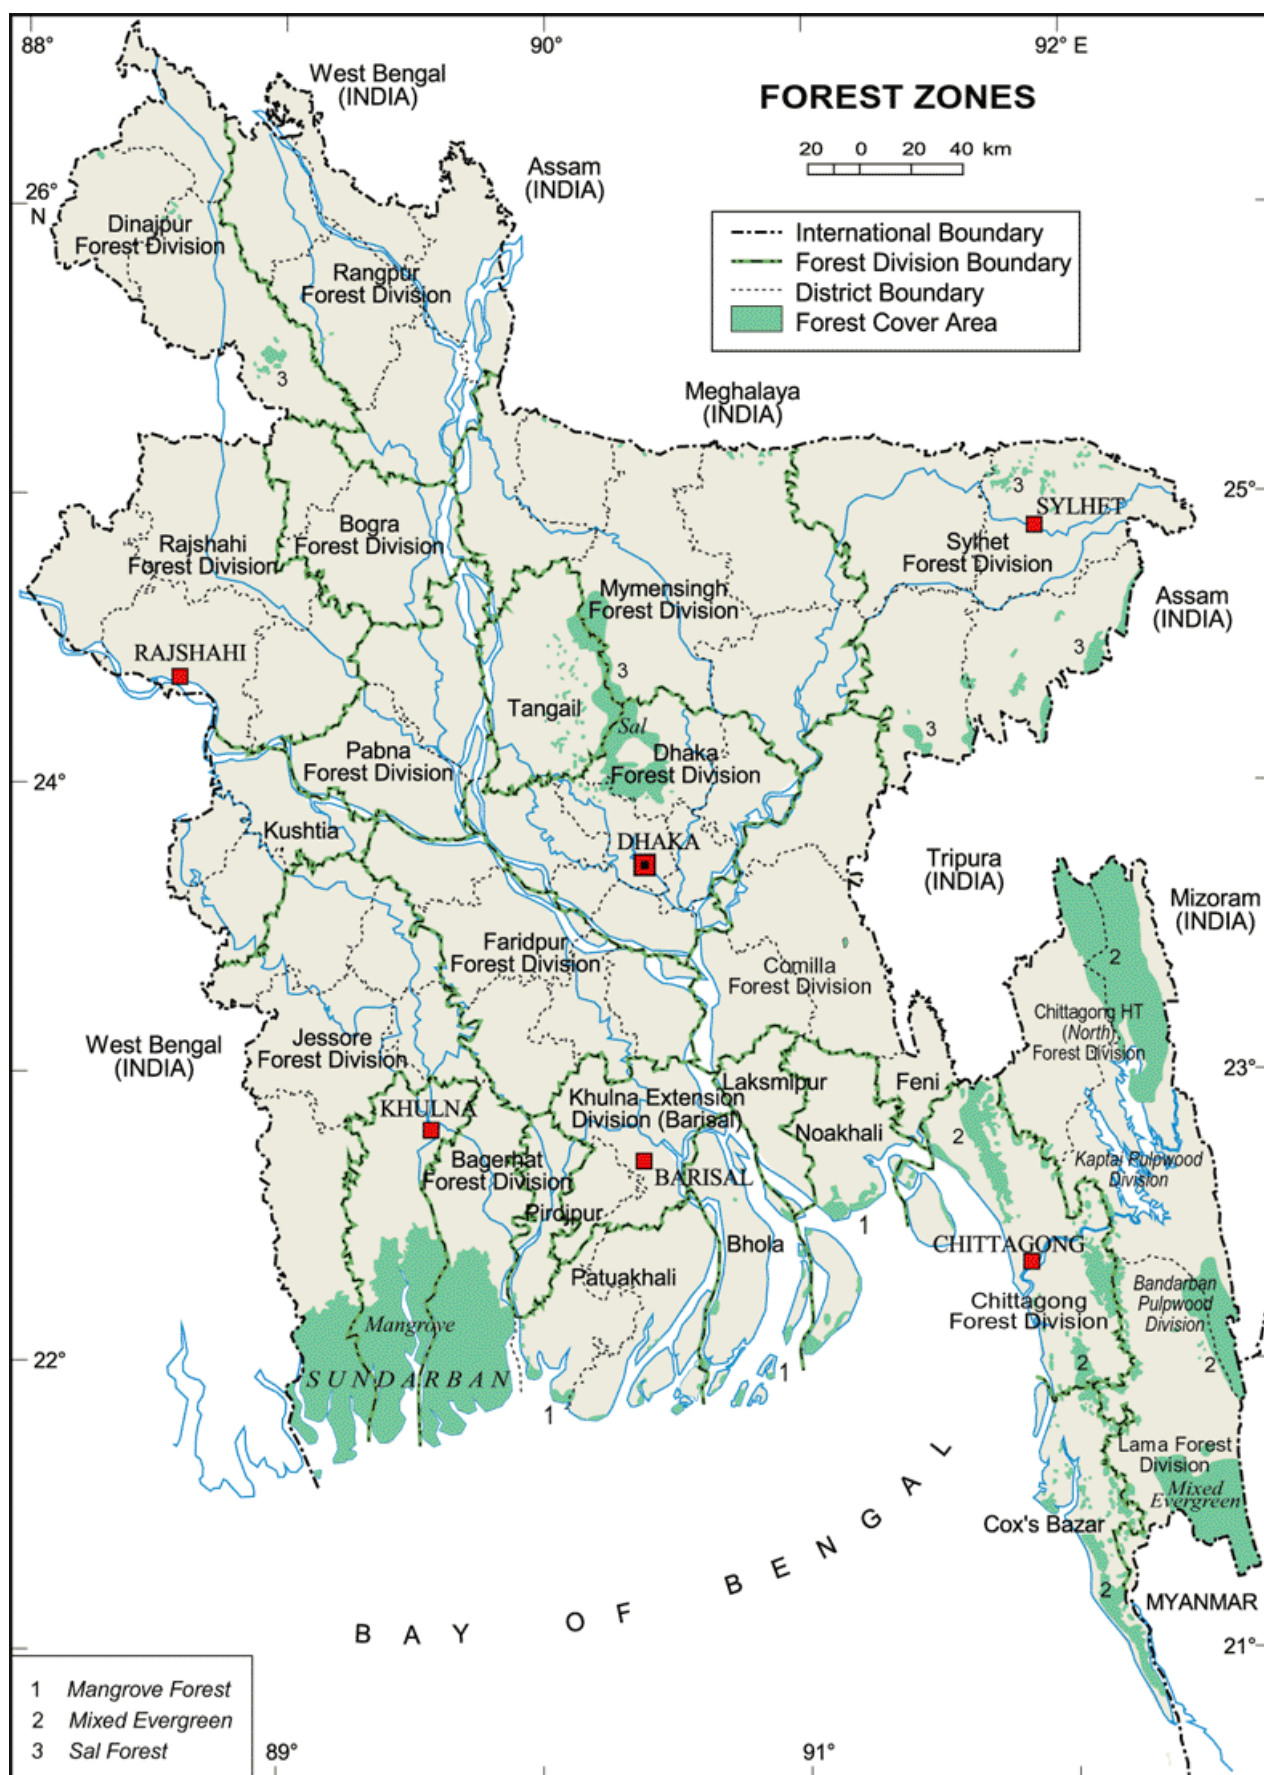 88°
90°
92° E
FOREST ZONES
20 0 20 40 km
West Bengal
(INDIA)
Assam
(INDIA)
26°
N
International Boundary
Forest Division Boundary
District Boundary
Forest Cover Area
Dinajpur
Forest Division
Rangpur
Forest Division
3
Meghalaya
(INDIA)
25°
3
SYLHET
Sylhet
Forest Division
Bogra
Forest Division
Rajshahi
Forest Division
Mymensingh
Forest Division
Assam
(INDIA)
RAJSHAHI
3
3
Tangail
Sal
3
Pabna
Forest Division
Dhaka
Forest Division
24°
Kushtia
DHAKA
Tripura
(INDIA)
Mizoram
(INDIA)
Faridpur
Forest Division
Comilla
Forest Division
2
Chittagong HT
(North)
Forest Division
West Bengal
(INDIA)
Jessore
Forest Division
23°
Laksmipur
Feni
KHULNA
Khulna Extension
Division (Barisal)
Noakhali
2
Bagerhat
Forest Division
BARISAL
Kaptai Pulpwood
Division
Pirojpur
1
Bhola
CHITTAGONG
Patuakhali
Chittagong
Forest Division
Bandarban
Pulpwood
Division
Mangrove
22°
SUNDARBAN
1
1
2
2
Lama Forest
Division
Mixed
Evergreen
Cox's Bazar
2
MYANMAR
BAY OF BENGAL
21°
1 Mangrove Forest
2 Mixed Evergreen
3 Sal Forest
89°
91°